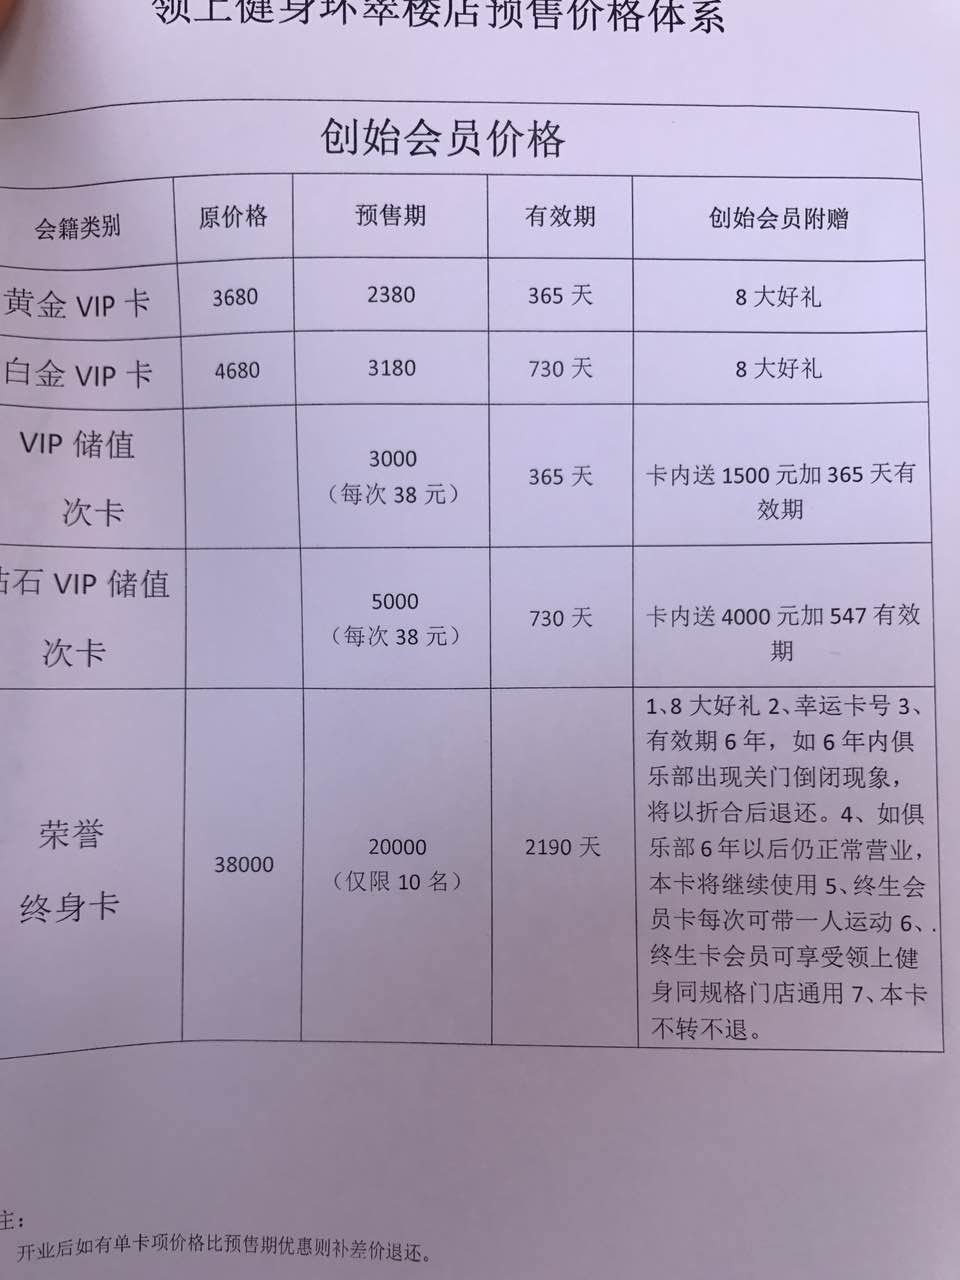 领上健身环翠楼店预售价格体系
创始会员价格
会籍类别 原价格 预售期 有效期 创始会员附赠
黄金 VIP 卡 3680 2380 365 天 8 大好礼
白金 VIP 卡 4680 3180 730 天 8 大好礼
VIP 储值
次卡
3000
（每次 38 元）
365 天
卡内送 1500 元加 365 天有
效期
钻石 VIP 储值
次卡
5000
（每次 38 元）
730 天
卡内送 4000 元加 547 有效
期
荣誉
终身卡
38000
20000
（仅限 10 名）
2190 天
1、8 大好礼 2、幸运卡号 3、
有效期 6 年，如 6 年内俱
乐部出现关门倒闭现象，
将以折合后退还。4、如俱
乐部 6 年以后仍正常营业，
本卡将继续使用 5、终生会
员卡每次可带一人运动 6、
终生卡会员可享受领上健
身同规格门店通用 7、本卡
不转不退。
注：
开业后如有单卡项价格比预售期优惠则补差价退还。